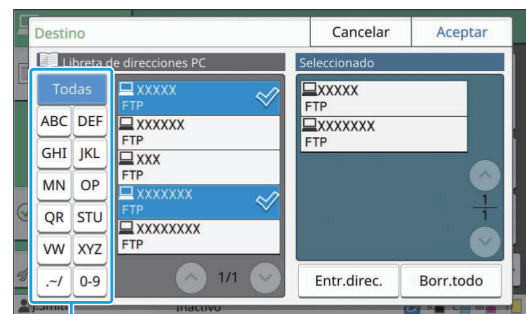 Destino
Cancelar
Aceptar
Libreta de direcciones PC
Seleccionado
Todas
ABC DEF
GHI JKL
MN OP
QR STU
VW XYZ
.~/ 0-9
XXXXX
FTP
XXXXXX
FTP
XXX
FTP
XXXXXXX
FTP
XXXXXXXX
FTP
1/1
XXXXX
FTP
XXXXXXX
FTP
1
1
Entr.direc.
Borr.todo
J.Smith
Inactivo